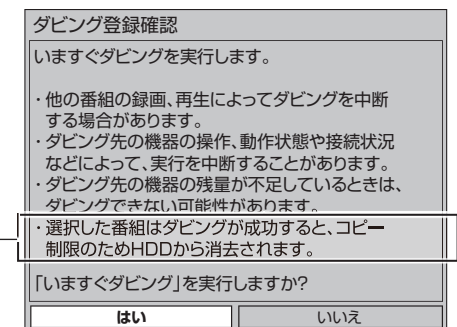 ダビング登録確認
いますぐダビングを実行します。
・他の番組の録画、再生によってダビングを中断
する場合があります。
・ダビング先の機器の操作、動作状態や接続状況
などによって、実行を中断することがあります。
・ダビング先の機器の残量が不足しているときは、
ダビングできない可能性があります。
・選択した番組はダビングが成功すると、コピー
制限のためHDDから消去されます。
「いますぐダビング」を実行しますか?
はい
いいえ